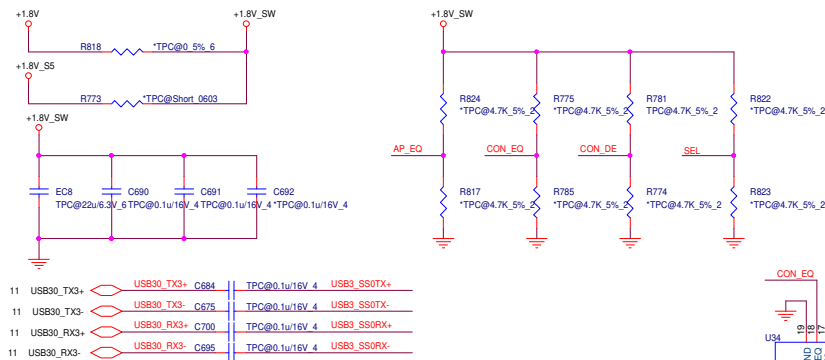 +1.8V
+1.8V_SW
+1.8V_SW
R818
*TPC@0_5%_6
+1.8V_S5
R773
*TPC@Short_0603
R824
*TPC@4.7K_5%_2
R775
*TPC@4.7K_5%_2
R781
TPC@4.7K_5%_2
R822
*TPC@4.7K_5%_2
+1.8V_SW
AP_EQ
CON_EQ
CON_DE
SEL
EC8
TPC@22u/6.3V_6
C690
TPC@0.1u/16V_4
C691
TPC@0.1u/16V_4
C692
*TPC@0.1u/16V_4
R817
*TPC@4.7K_5%_2
R785
*TPC@4.7K_5%_2
R774
*TPC@4.7K_5%_2
R823
*TPC@4.7K_5%_2
11 USB30_TX3+ USB30_TX3+ C684 TPC@0.1u/16V_4 USB3_SS0TX+
11 USB30_TX3- USB30_TX3- C675 TPC@0.1u/16V_4 USB3_SS0TX-
11 USB30_RX3+ USB30_RX3+ C700 TPC@0.1u/16V_4 USB3_SS0RX+
11 USB30_RX3- USB30_RX3- C695 TPC@0.1u/16V_4 USB3_SS0RX-
CON_EQ
U34
19
18
17
ND
EQ